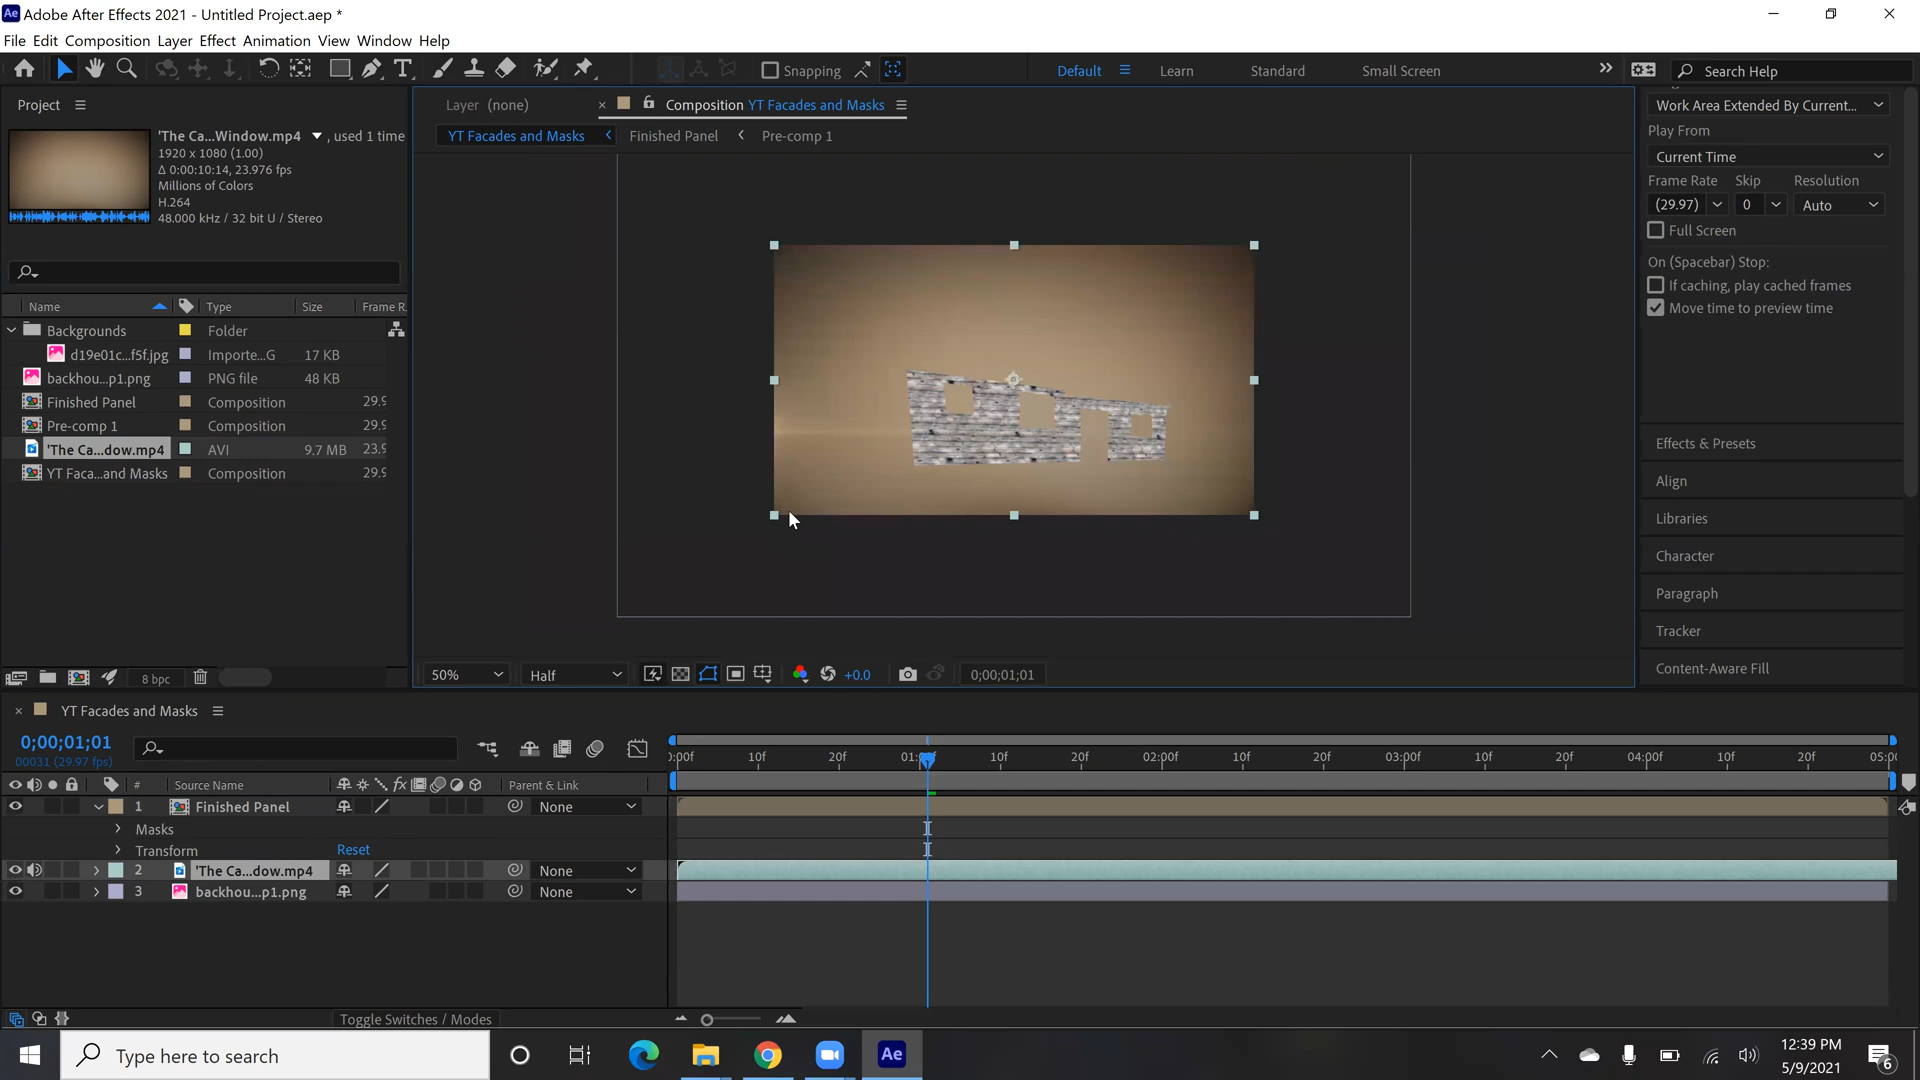 Ae Adobe After Effects 2021 - Untitled Project.aep *
File Edit Composition Layer Effect Animation View Window Help
Snapping
Default
Learn
Standard
Small Screen
Search Help
Project
'The Ca...Window.mp4 , used 1 time
1920 x 1080 (1.00)
Δ 0:00:10:14, 23.976 fps
Millions of Colors
H.264
48.000 kHz / 32 bit U / Stereo
Name Type Size Frame R
Backgrounds Folder
d19e01c...f5f.jpg Importe...G 17 KB
backhou...p1.png PNG file 48 KB
Finished Panel Composition 29.9
Pre-comp 1 Composition 29.9
'The Ca...dow.mp4 AVI 9.7 MB 23.9
YT Faca...and Masks Composition 29.9
8 bpc
Layer (none)
Composition YT Facades and Masks
YT Facades and Masks Finished Panel Pre-comp 1
50% Half +0.0 0;00;01;01
Work Area Extended By Current...
Play From
Current Time
Frame Rate Skip Resolution
(29.97) 0 Auto
Full Screen
On (Spacebar) Stop:
If caching, play cached frames
Move time to preview time
Effects & Presets
Align
Libraries
Character
Paragraph
Tracker
Content-Aware Fill
YT Facades and Masks
0;00;01;01
00031 (29.97 fps)
:00f 10f 20f 01: 10f 20f 02:00f 10f 20f 03:00f 10f 20f 04:00f 10f 20f 05:00
# Source Name fx Parent & Link
1 Finished Panel None
Masks
Transform Reset
2 'The Ca...dow.mp4 None
3 backhou...p1.png None
Toggle Switches / Modes
Type here to search
Ae
12:39 PM
5/9/2021
6